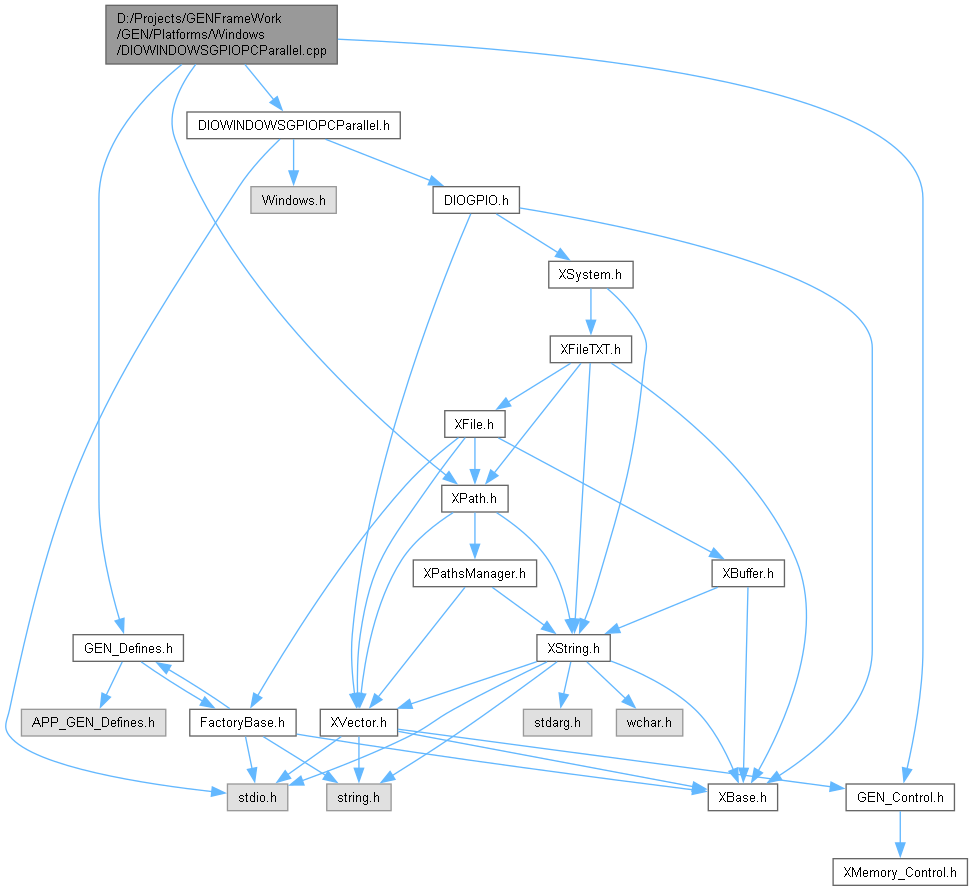 D:/Projects/GENFrameWork
/GEN/Platforms/Windows
/DIOWINDOWSGPIOPCParallel.cpp
DIOWINDOWSGPIOPCParallel.h
Windows.h
DIOGPIO.h
XSystem.h
XFileTXT.h
XFile.h
XPath.h
XPathsManager.h
XBuffer.h
GEN_Defines.h
XString.h
APP_GEN_Defines.h
FactoryBase.h
XVector.h
stdarg.h
wchar.h
stdio.h
string.h
XBase.h
GEN_Control.h
XMemory_Control.h